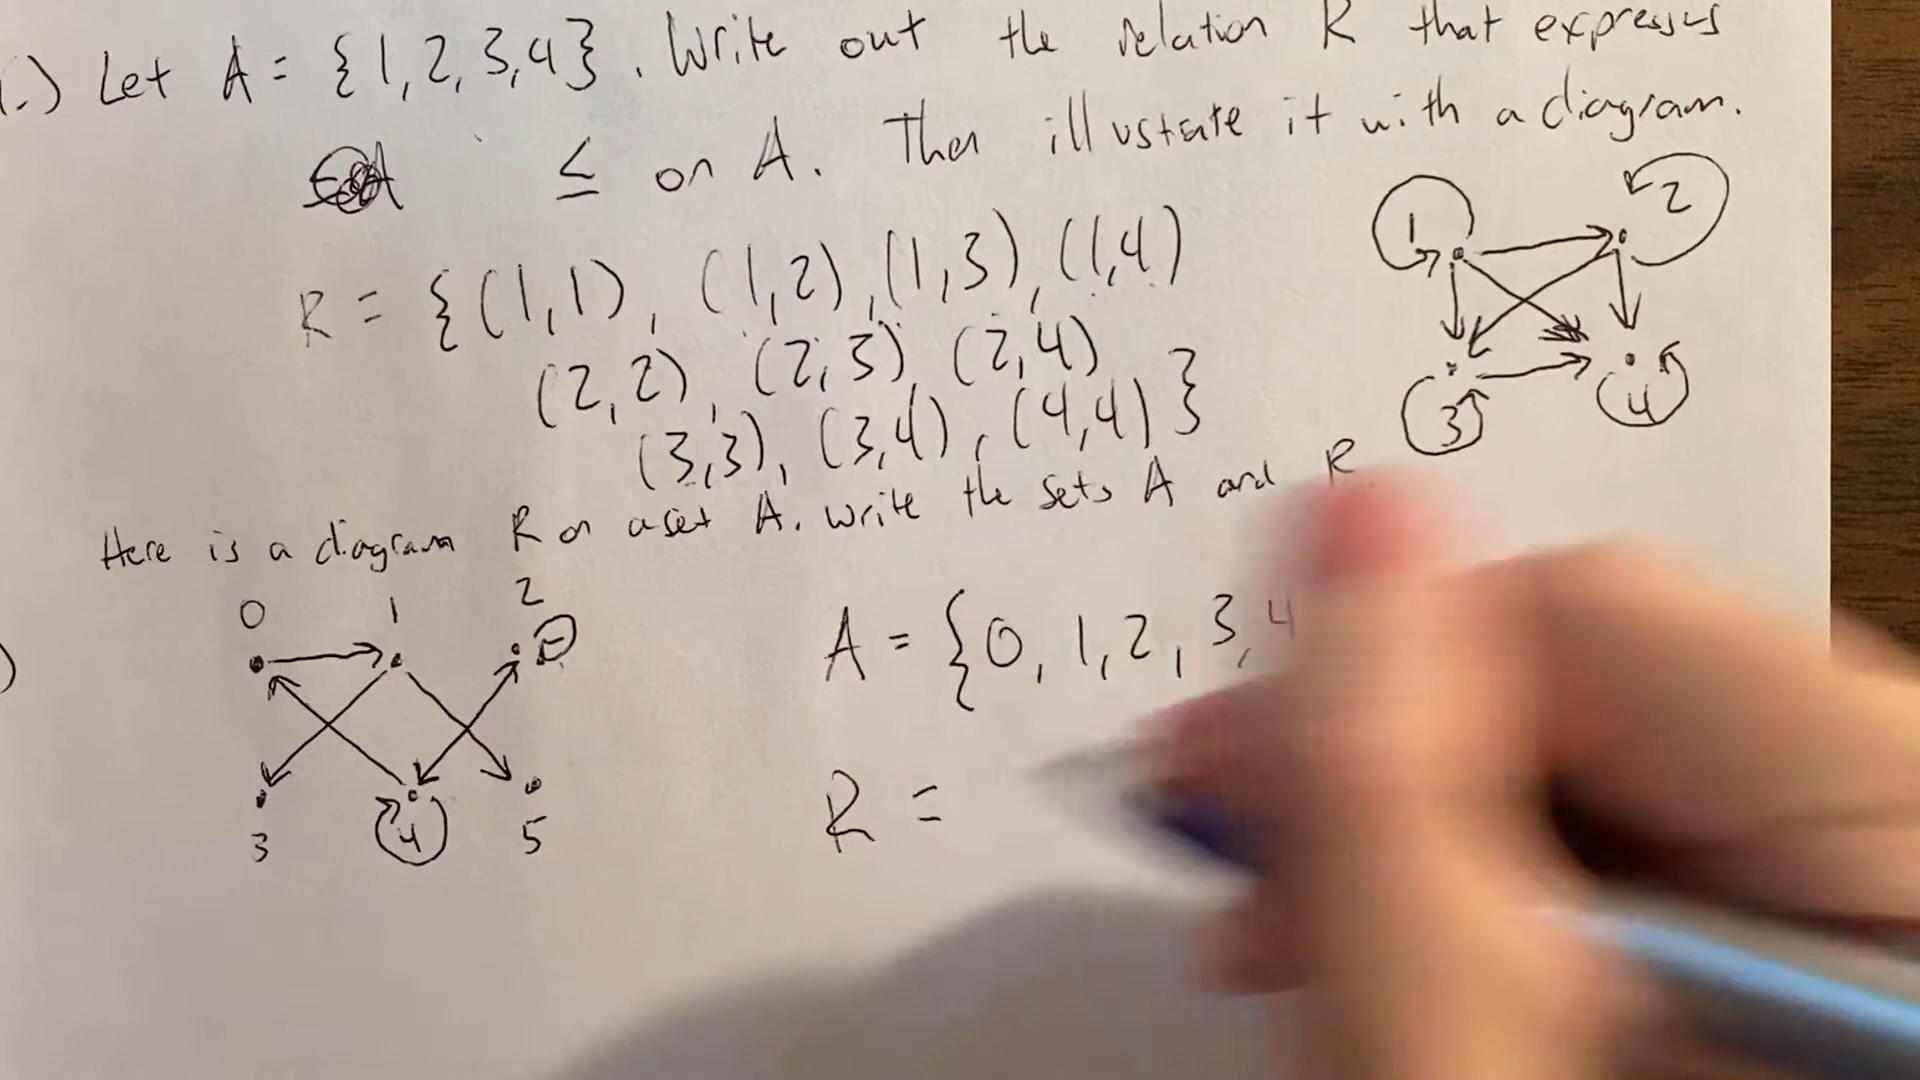 1.) Let A = {1,2,3,4}. Write out the relation R that expresses
≤ on A. Then illustrate it with a diagram.
R = {(1,1), (1,2), (1,3), (1,4)
(2,2), (2,3), (2,4)
(3,3), (3,4), (4,4)}
1 2
3 4
Here is a diagram R on a set A. Write the sets A and R
0 1 2
3 4 5
A = {0, 1, 2, 3, 4
R =